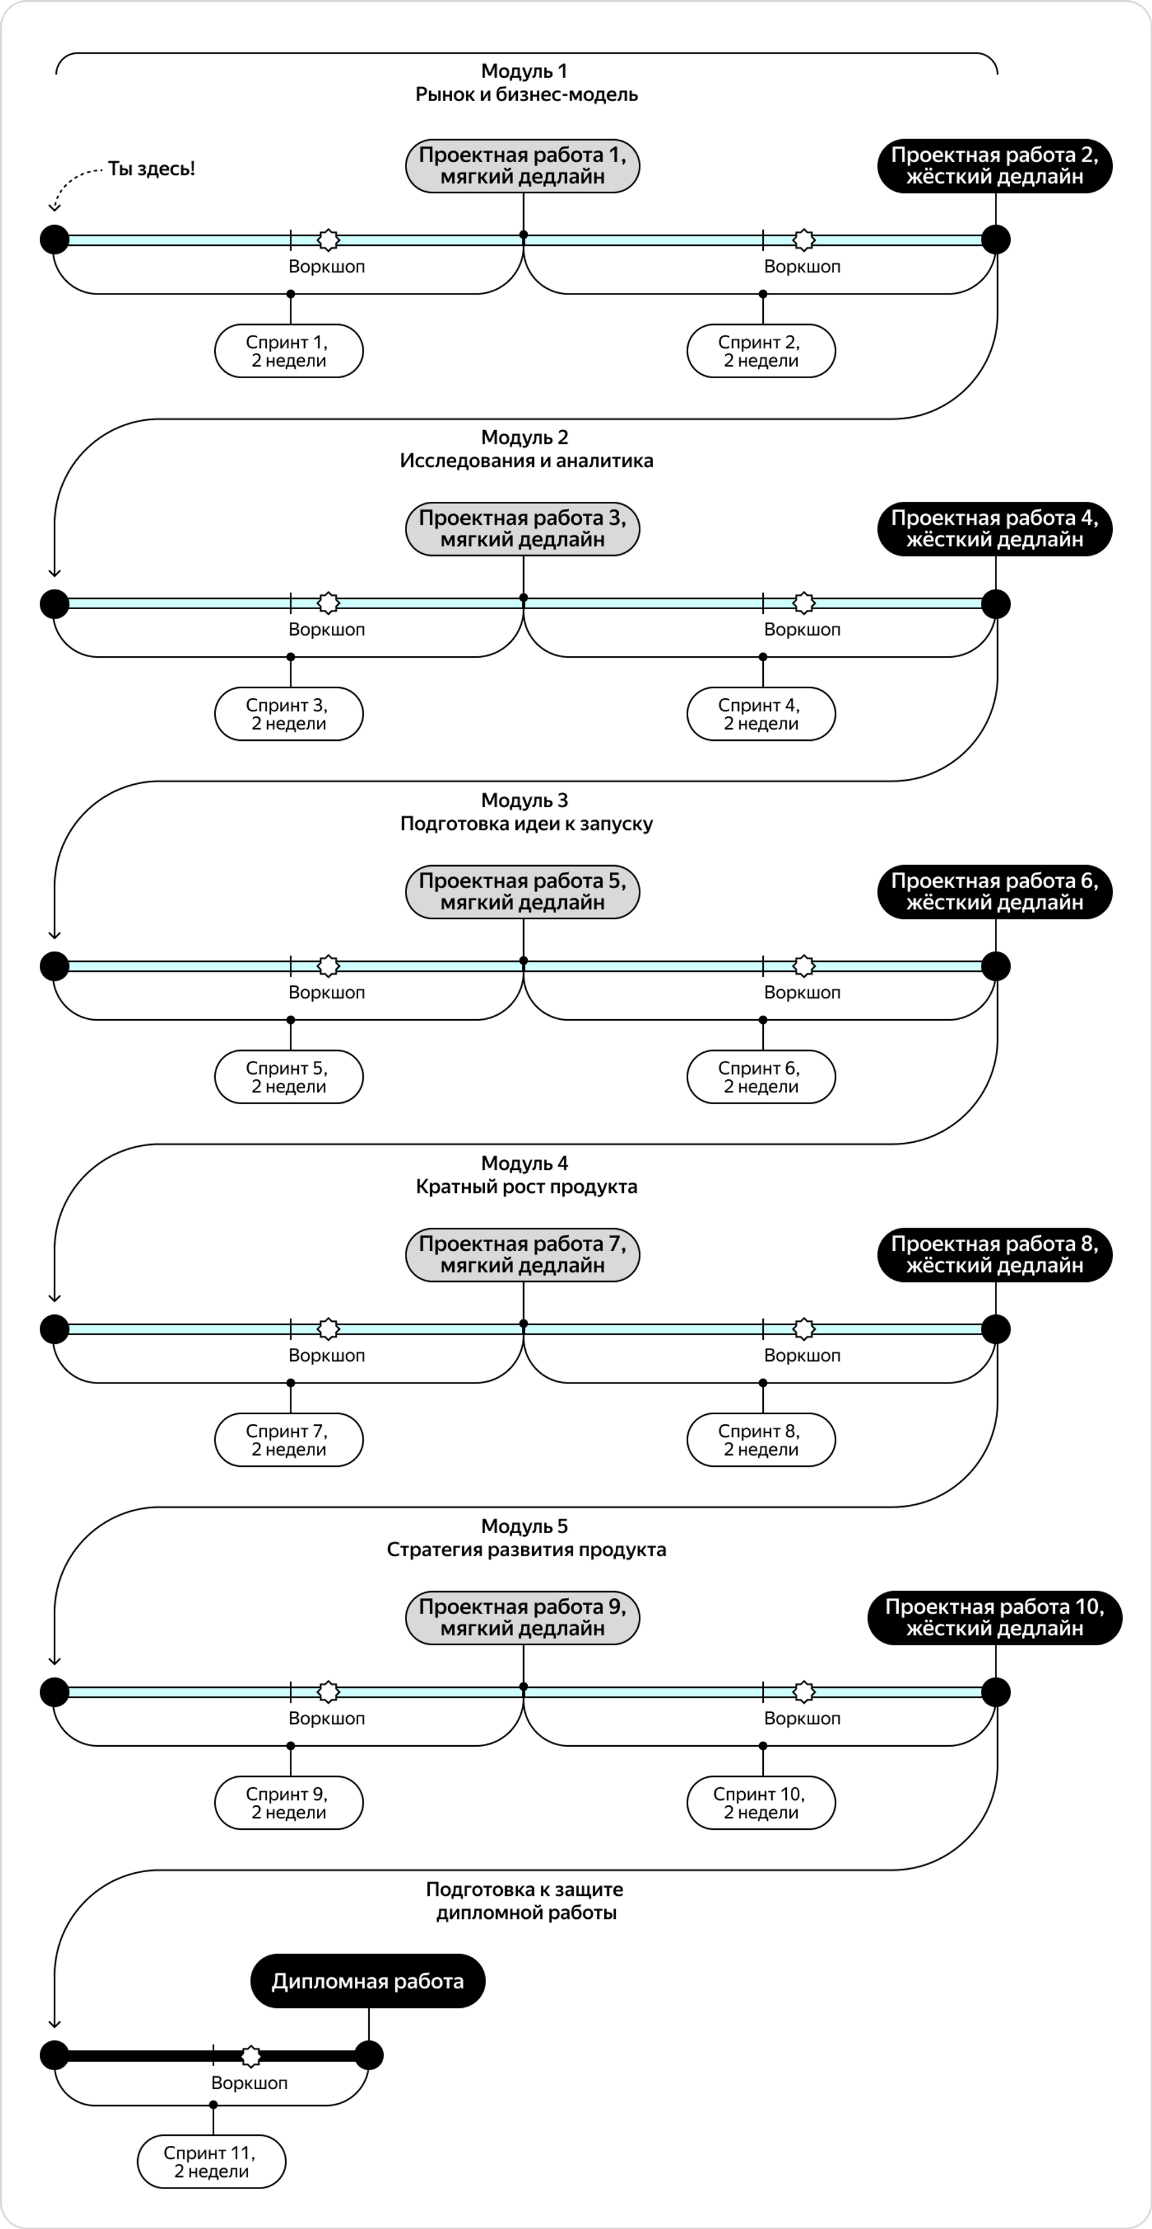 Модуль 1
Рынок и бизнес-модель
Ты здесь!
Проектная работа 1,
мягкий дедлайн
Проектная работа 2,
жёсткий дедлайн
Воркшоп
Воркшоп
Спринт 1,
2 недели
Спринт 2,
2 недели
Модуль 2
Исследования и аналитика
Проектная работа 3,
мягкий дедлайн
Проектная работа 4,
жёсткий дедлайн
Воркшоп
Воркшоп
Спринт 3,
2 недели
Спринт 4,
2 недели
Модуль 3
Подготовка идеи к запуску
Проектная работа 5,
мягкий дедлайн
Проектная работа 6,
жёсткий дедлайн
Воркшоп
Воркшоп
Спринт 5,
2 недели
Спринт 6,
2 недели
Модуль 4
Кратный рост продукта
Проектная работа 7,
мягкий дедлайн
Проектная работа 8,
жёсткий дедлайн
Воркшоп
Воркшоп
Спринт 7,
2 недели
Спринт 8,
2 недели
Модуль 5
Стратегия развития продукта
Проектная работа 9,
мягкий дедлайн
Проектная работа 10,
жёсткий дедлайн
Воркшоп
Воркшоп
Спринт 9,
2 недели
Спринт 10,
2 недели
Подготовка к защите
дипломной работы
Дипломная работа
Воркшоп
Спринт 11,
2 недели